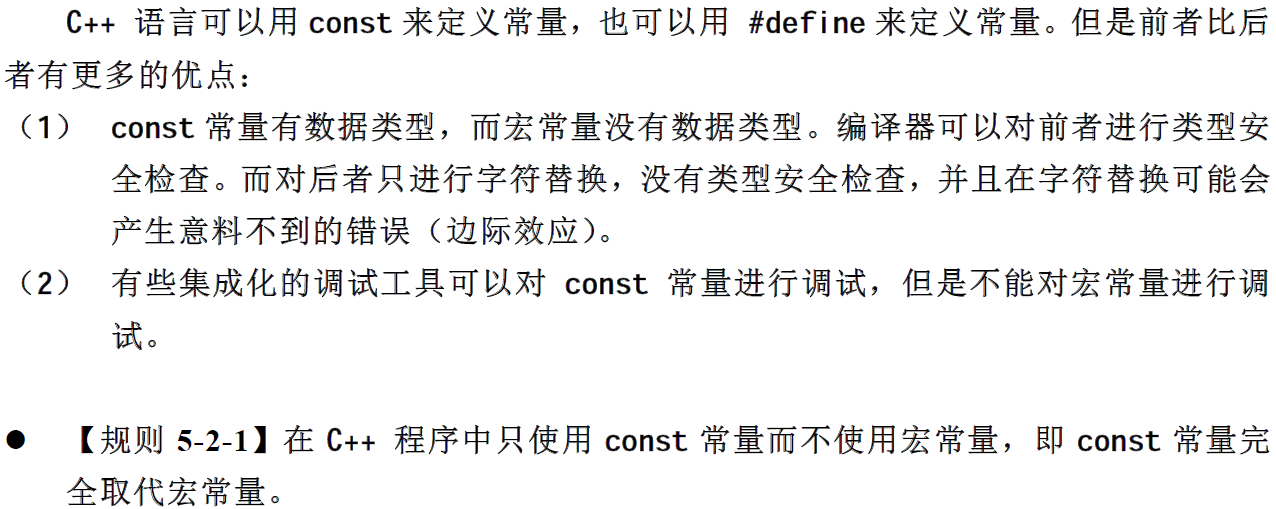 C++ 语言可以用 const 来定义常量，也可以用 #define 来定义常量。但是前者比后
者有更多的优点：
（1） const 常量有数据类型，而宏常量没有数据类型。编译器可以对前者进行类型安
全检查。而对后者只进行字符替换，没有类型安全检查，并且在字符替换可能会
产生意料不到的错误（边际效应）。
（2） 有些集成化的调试工具可以对 const 常量进行调试，但是不能对宏常量进行调
试。
● 【规则 5-2-1】在 C++ 程序中只使用 const 常量而不使用宏常量，即 const 常量完
全取代宏常量。